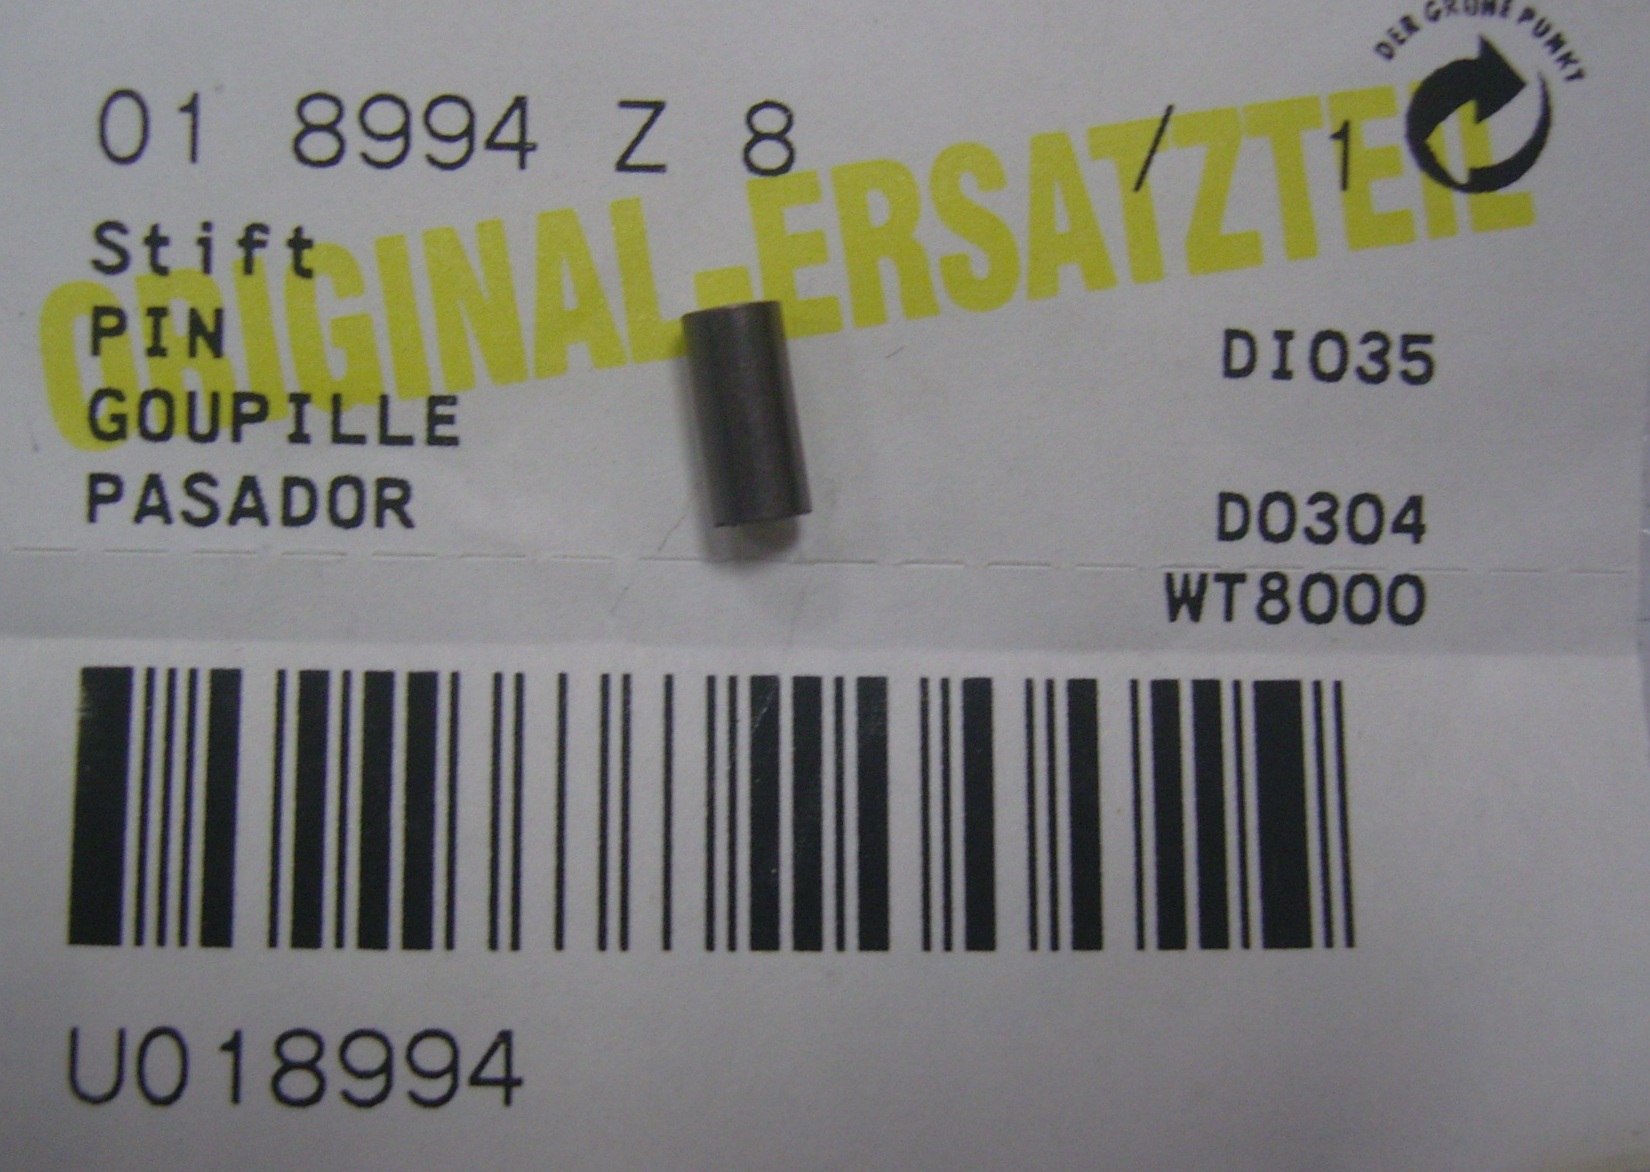 DER GRÜNE PUNKT
01 8994 Z 8 / 1
ORIGINAL-ERSATZTEIL
Stift
PIN
GOUPILLE
PASADOR
DI035
D0304
WT8000
U018994